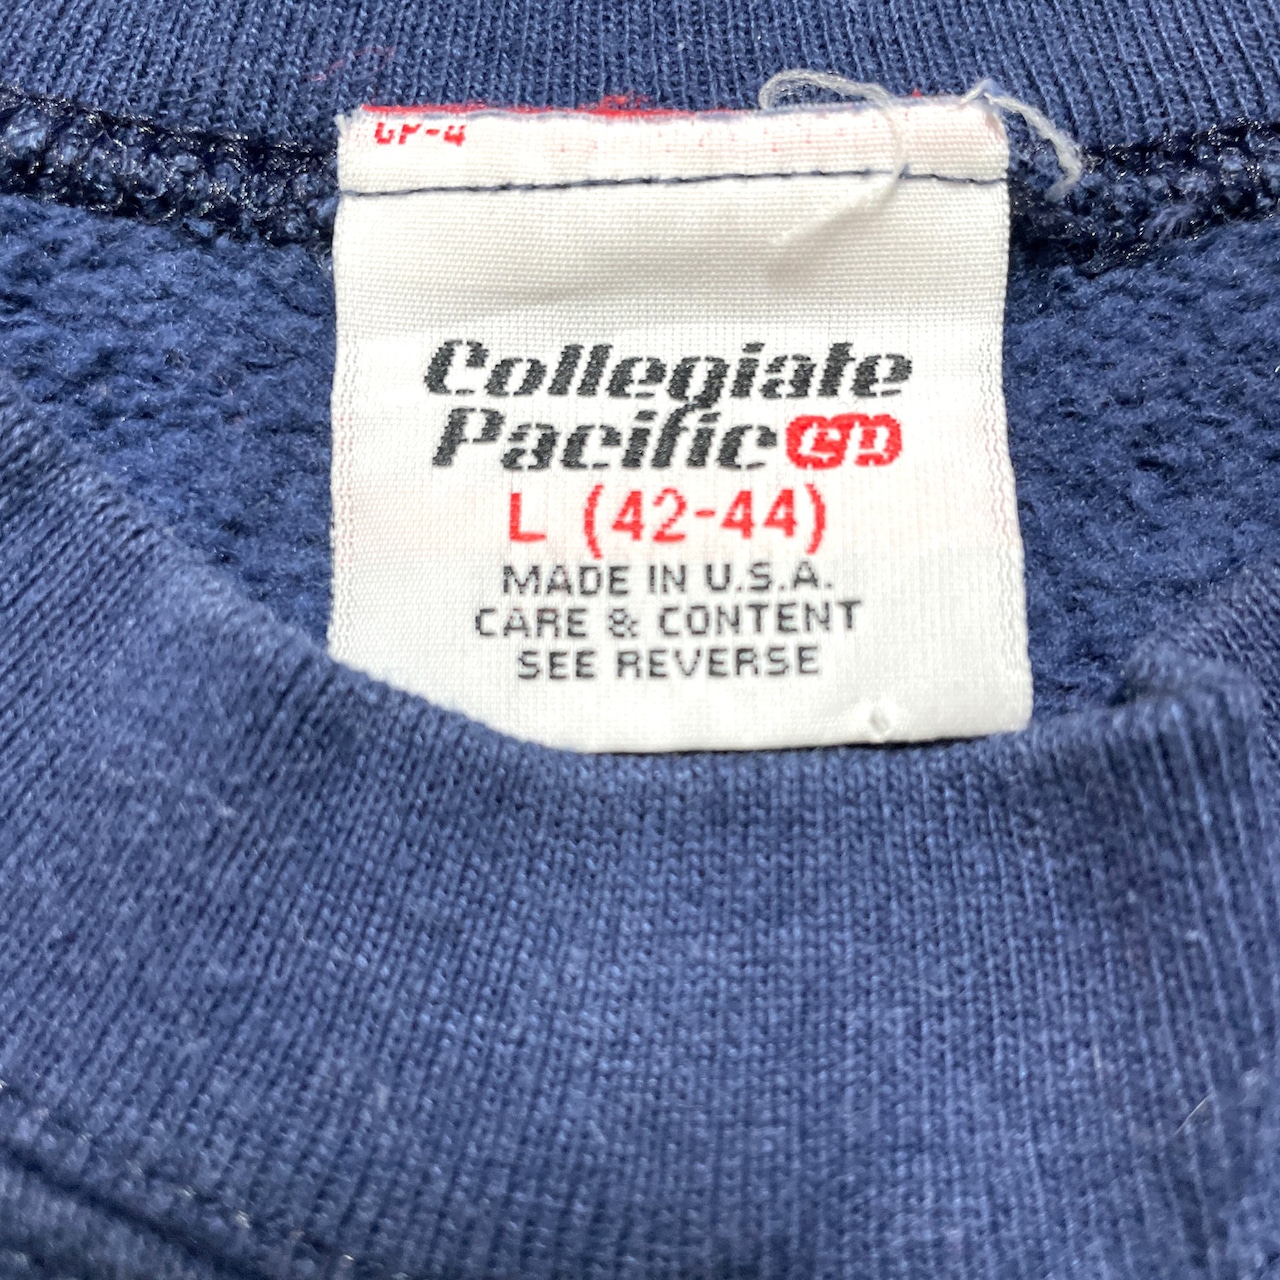 Collegiate
Pacific
L (42-44)
MADE IN U.S.A.
CARE & CONTENT
SEE REVERSE